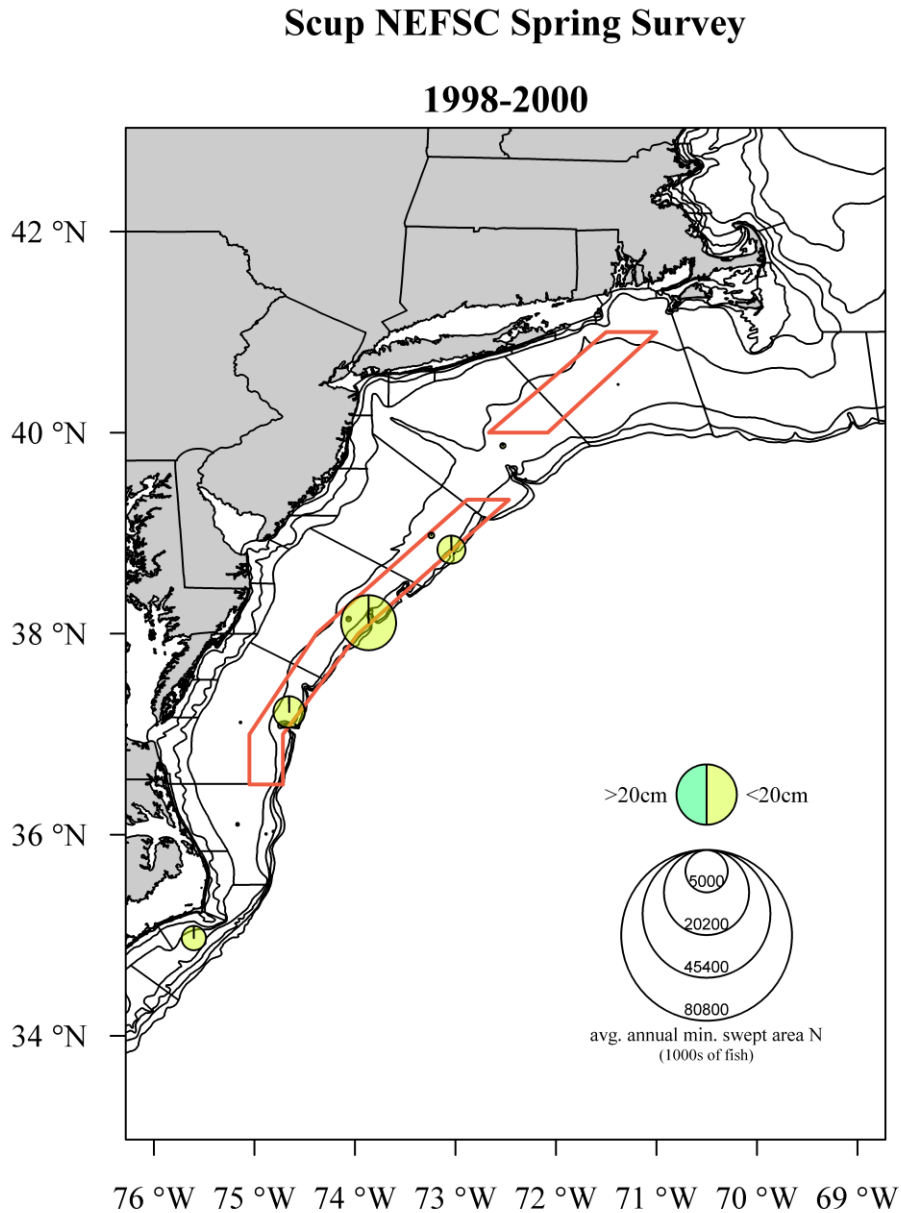 Scup NEFSC Spring Survey
1998-2000
42 °N
40 °N
38 °N
36 °N
34 °N
>20cm <20cm
5000
20200
45400
80800
avg. annual min. swept area N
(1000s of fish)
76 °W 75 °W 74 °W 73 °W 72 °W 71 °W 70 °W 69 °W